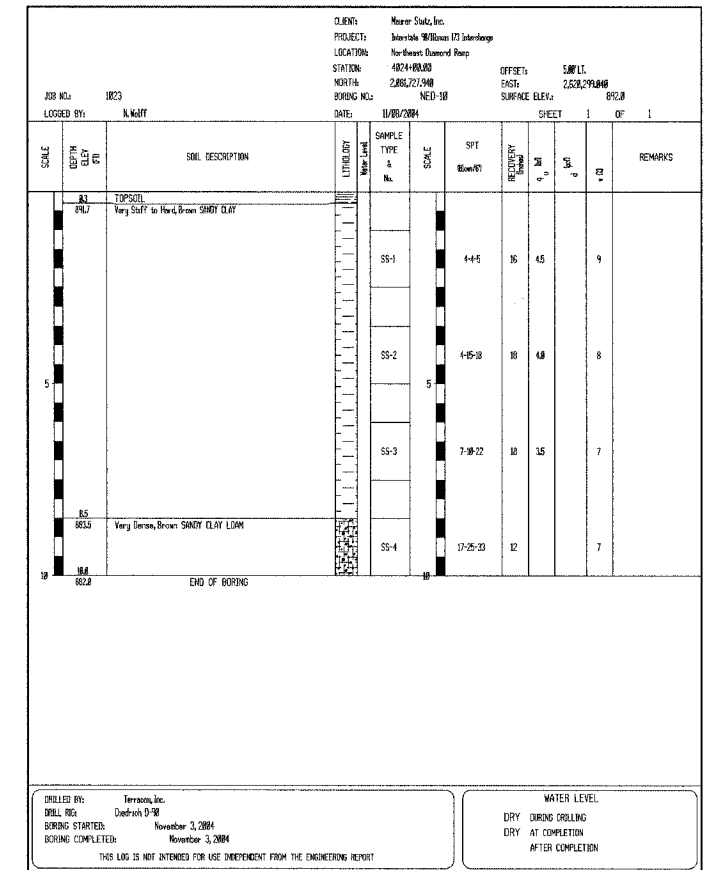 CLIENT: Maurer Stutz, Inc.
PROJECT: Interstate 90/Illinois 173 Interchange
LOCATION: Northeast Diamond Ramp
STATION: 4024+00.00 OFFSET: 5.00' LT.
NORTH: 2,081,727.940 EAST: 2,620,299.040
JOB NO.: 1023 BORING NO.: NED-10 SURFACE ELEV.: 892.0
LOGGED BY: N. Wolff DATE: 11/08/2004 SHEET 1 OF 1
SCALE DEPTH ELEV (FT) SOIL DESCRIPTION LITHOLOGY Water Level SAMPLE TYPE & No. SCALE SPT (Blows/6") RECOVERY (Inches) q u (tsf) d (pcf) w (%) REMARKS
0.3 TOPSOIL
891.7 Very Stiff to Hard, Brown SANDY CLAY
SS-1 4-4-5 16 4.5 9
SS-2 4-15-18 18 4.0 8
5 5
SS-3 7-10-22 18 3.5 7
8.5
883.5 Very Dense, Brown SANDY CLAY LOAM
SS-4 17-25-33 12 7
10 10.0 10
882.0 END OF BORING
DRILLED BY: Terracon, Inc.
DRILL RIG: Diedrich D-90
BORING STARTED: November 3, 2004
BORING COMPLETED: November 3, 2004
THIS LOG IS NOT INTENDED FOR USE INDEPENDENT FROM THE ENGINEERING REPORT
WATER LEVEL
DRY DURING DRILLING
DRY AT COMPLETION
AFTER COMPLETION